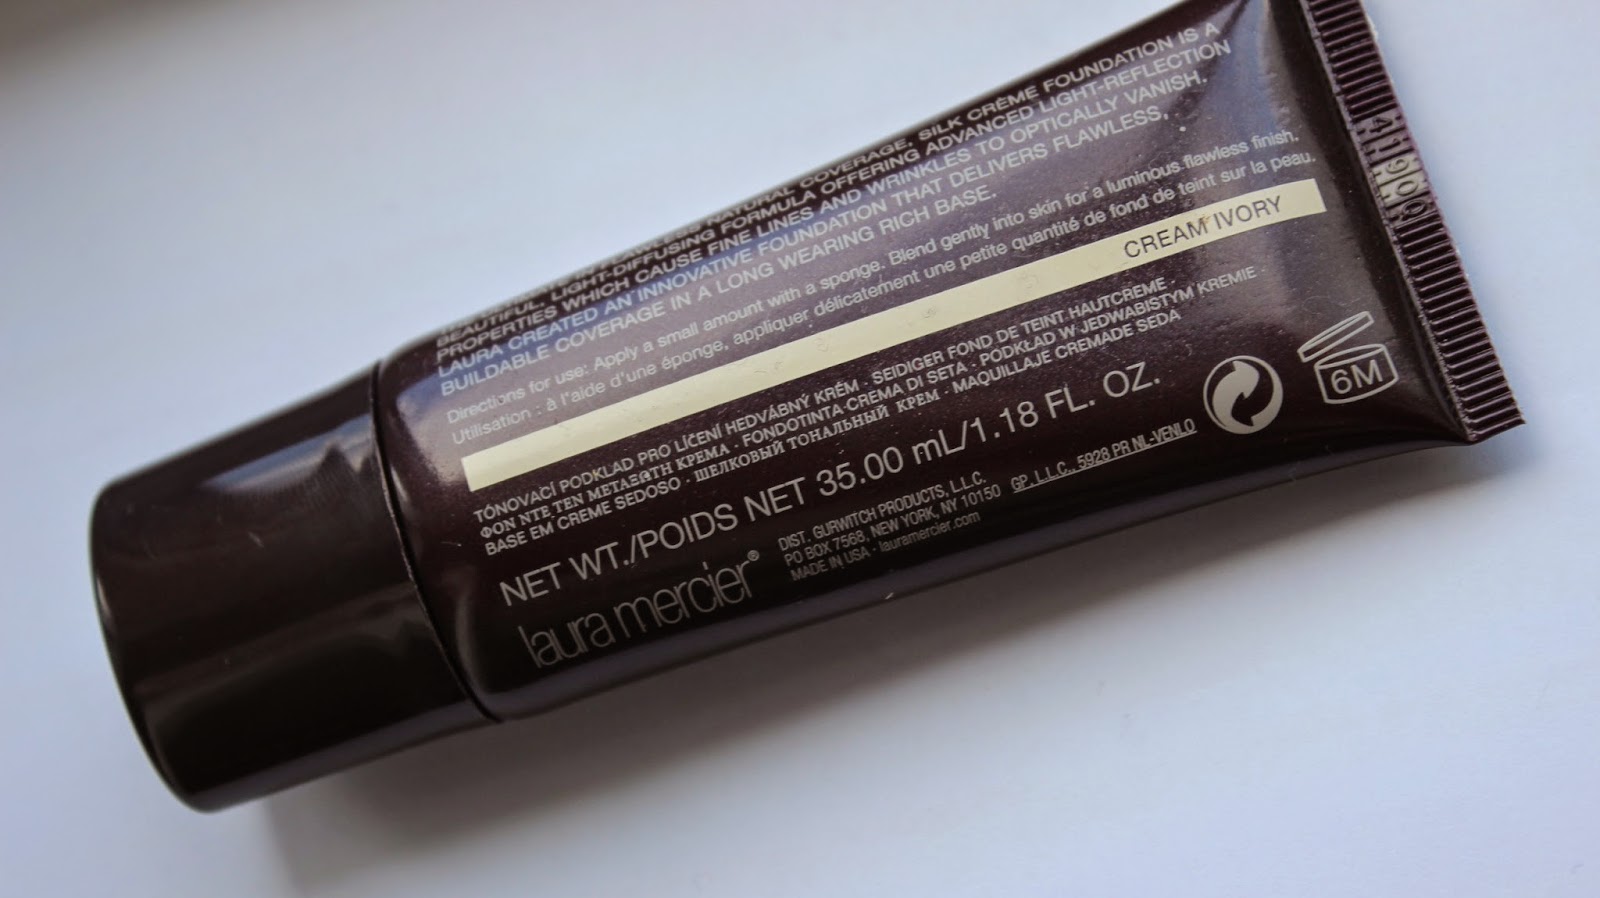 NATURAL COVERAGE, SILK CRÈME FOUNDATION IS A
BEAUTIFUL, LIGHT-DIFFUSING FORMULA OFFERING ADVANCED LIGHT-REFLECTION
PROPERTIES WHICH CAUSE FINE LINES AND WRINKLES TO OPTICALLY VANISH.
LAURA CREATED AN INNOVATIVE FOUNDATION THAT DELIVERS FLAWLESS,
BUILDABLE COVERAGE IN A LONG WEARING RICH BASE.
Directions for use: Apply a small amount with a sponge. Blend gently into skin for a luminous flawless finish.
Utilisation : à l'aide d'une éponge, appliquer délicatement une petite quantité de fond de teint sur la peau.
CREAM IVORY
TÓNOVACÍ PODKLAD PRO LÍČENÍ HEDVÁBNÝ KRÉM · SEIDIGER FOND DE TEINT HAUTCREME ·
ΦΟΝ ΝΤΕ ΤΕΝ ΜΕΤΑΞΩΤΗ ΚΡΕΜΑ · FONDOTINTA CREMA DI SETA · PODKŁAD W JEDWABISTYM KREMIE ·
BASE EM CREME SEDOSO · ШЕЛКОВЫЙ ТОНАЛЬНЫЙ КРЕМ · MAQUILLAJE CREMADE SEDA
NET WT./POIDS NET 35.00 mL/1.18 FL. OZ.
laura mercier®
DIST. GURWITCH PRODUCTS, L.L.C.
PO BOX 7568, NEW YORK, NY 10150
MADE IN USA · lauramercier.com
GP, L.L.C., 5928 PR NL-VENLO
6M